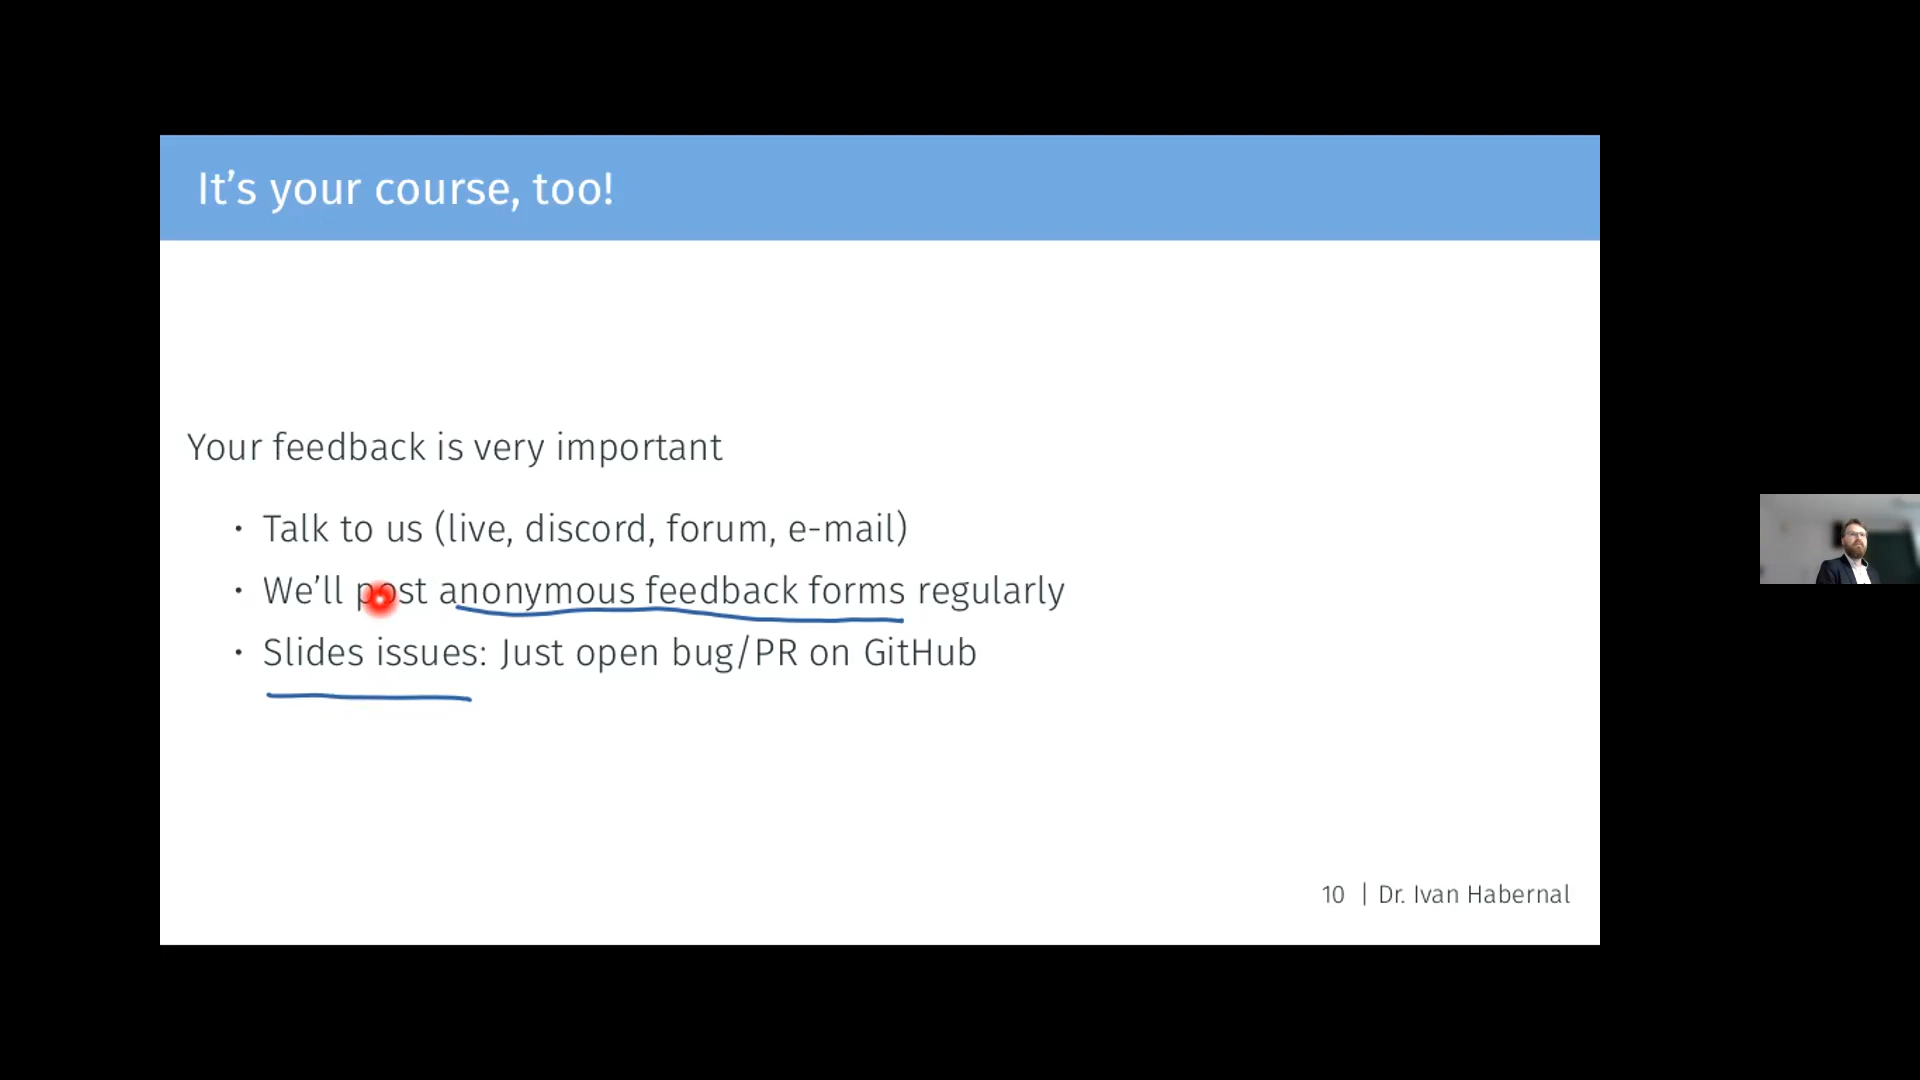 It’s your course, too!
Your feedback is very important
• Talk to us (live, discord, forum, e-mail)
• We’ll post anonymous feedback forms regularly
• Slides issues: Just open bug/PR on GitHub
10 | Dr. Ivan Habernal